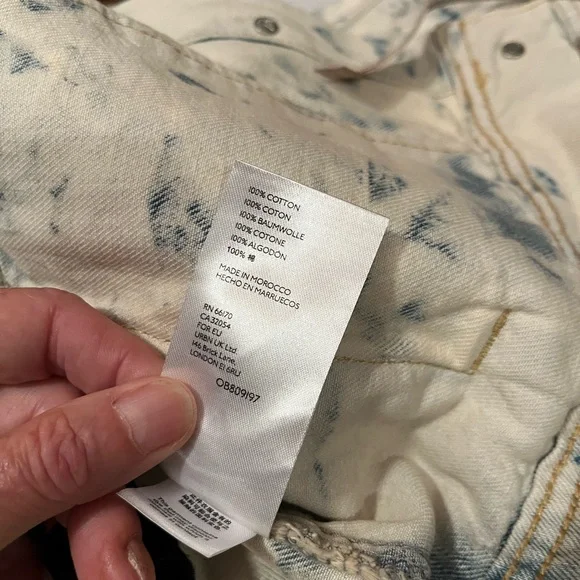 100% COTTON
100% COTON
100% BAUMWOLLE
100% COTONE
100% ALGODÓN
100% 棉
MADE IN MOROCCO
HECHO EN MARRUECOS
RN 66170
CA 32054
FOR EU
URBN UK Ltd
146 Brick Lane,
LONDON E1 6RU
OB809197